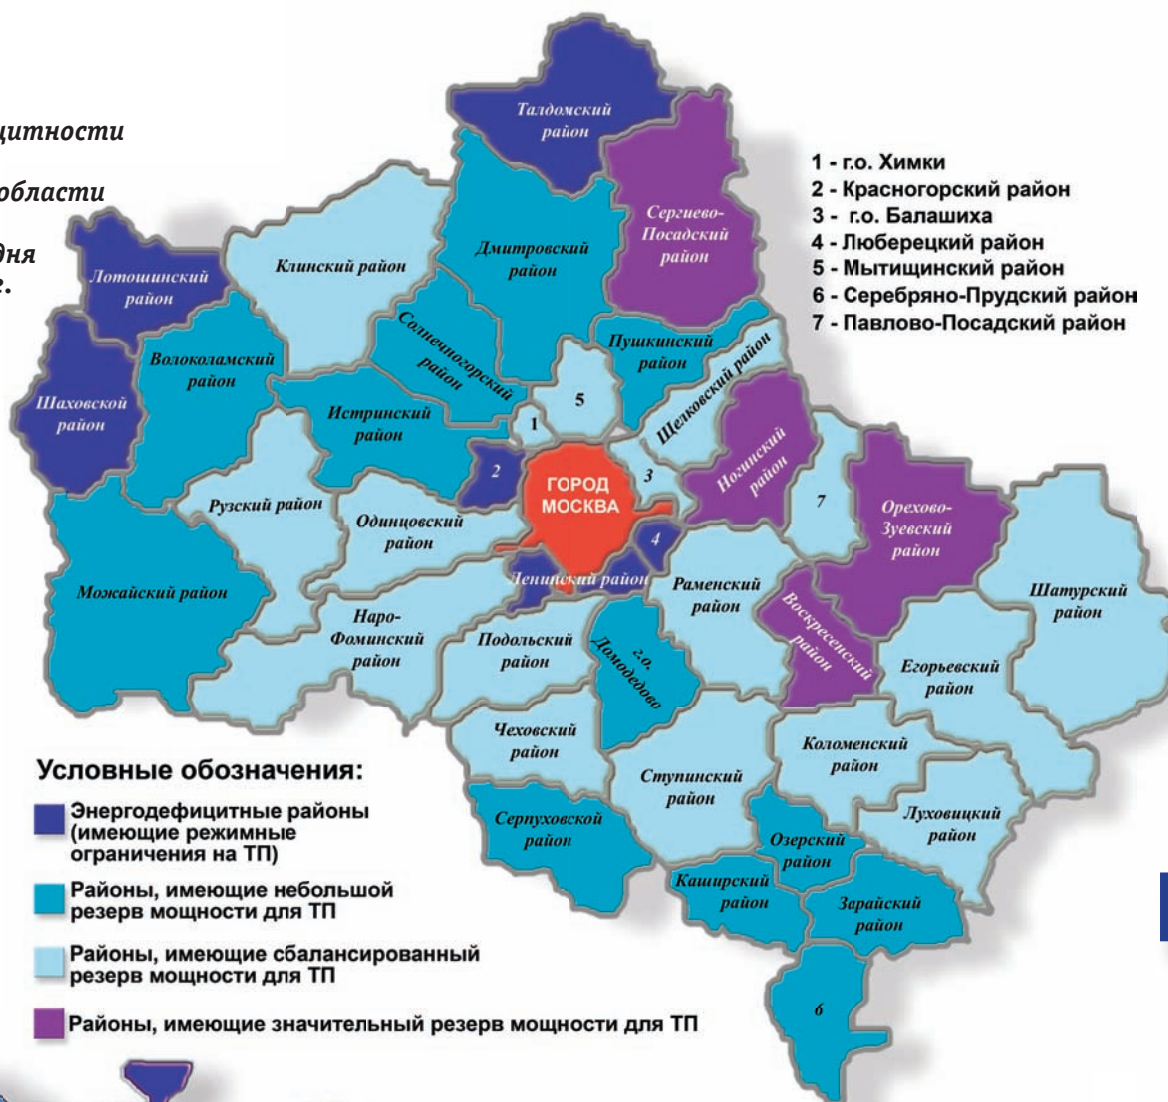 цитности
области
дня
г.
1 - г.о. Химки
2 - Красногорский район
3 - г.о. Балашиха
4 - Люберецкий район
5 - Мытищинский район
6 - Серебряно-Прудский район
7 - Павлово-Посадский район
Талдомский
район
Сергиево-
Посадский
район
Дмитровский
район
Клинский район
Лотошинский
район
Волоколамский
район
Солнечногорский
район
Пушкинский
район
Щелковский район
Шаховской
район
Истринский
район
5
1
2
ГОРОД
МОСКВА
3
Ногинский
район
7
Орехово-
Зуевский
район
Рузский район
Одинцовский
район
4
Ленинский район
Раменский
район
Шатурский
район
Можайский район
Наро-
Фоминский
район
Подольский
район
г.о.
Домодедово
Воскресенский
район
Егорьевский
район
Чеховский
район
Ступинский
район
Коломенский
район
Луховицкий
район
Серпуховской
район
Озерский
район
Каширский
район
Зарайский
район
6
Условные обозначения:
Энергодефицитные районы
(имеющие режимные
ограничения на ТП)
Районы, имеющие небольшой
резерв мощности для ТП
Районы, имеющие сбалансированный
резерв мощности для ТП
Районы, имеющие значительный резерв мощности для ТП